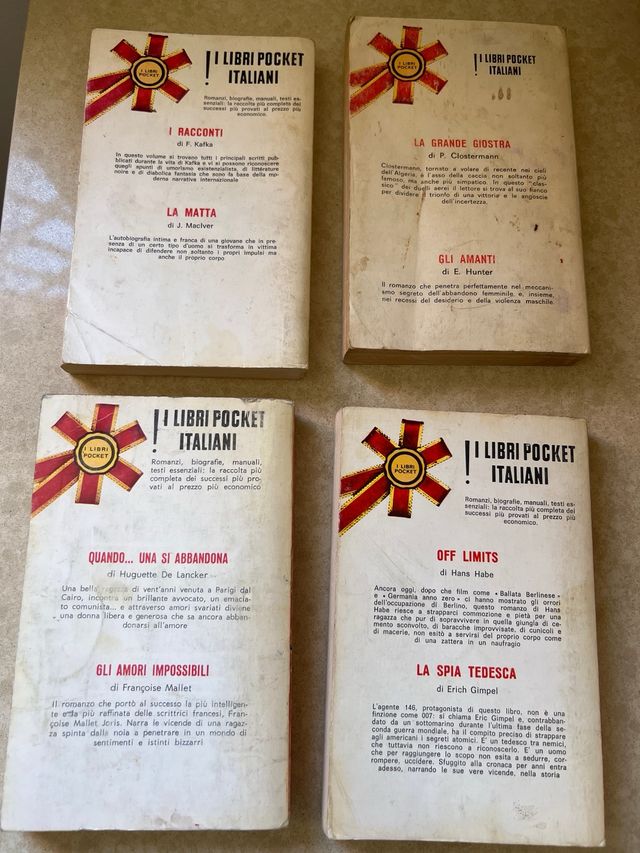 I LIBRI
POCKET
! I LIBRI POCKET
ITALIANI
Romanzi, biografie, manuali, testi es-
senziali: la raccolta più completa dei
successi più provati al prezzo più
economico.
I RACCONTI
di F. Kafka
In questo volume si trovano tutti i principali scritti pub-
blicati durante la vita di Kafka e vi si possono riconoscere
quegli spunti di umorismo esistenzialista, di littérature
noire e di diabolica fantasia che sono la base della mo-
derna narrativa internazionale
LA MATTA
di J. MacIver
L'autobiografia intima e franca di una giovane che in pre-
senza di un certo tipo d'uomo si trasforma in vittima
incapace di difendere non soltanto i propri impulsi ma
anche il proprio corpo
I LIBRI
POCKET
! I LIBRI POCKET
ITALIANI
LA GRANDE GIOSTRA
di P. Clostermann
Clostermann, tornato a volare di recente nei cieli
dell'Algeria, è l'asso della caccia non soltanto più
famoso, ma anche più simpatico. In questo "clas-
sico" dei duelli aerei il lettore si trova al suo fianco
per dividere il trionfo di una vittoria e le angoscie
dell'incertezza.
GLI AMANTI
di E. Hunter
Il romanzo che penetra perfettamente nel meccani-
smo segreto dell'abbandono femminile e, insieme,
nei recessi del desiderio e della violenza maschile.
I LIBRI
POCKET
! I LIBRI POCKET
ITALIANI
Romanzi, biografie, manuali,
testi essenziali: la raccolta più
completa dei successi più pro-
vati al prezzo più economico
QUANDO... UNA SI ABBANDONA
di Huguette De Lancker
Una bella ragazza di vent'anni venuta a Parigi dal
Cairo, incontra un brillante avvocato, un emacia-
to comunista... e attraverso amori svariati diviene
una donna libera e generosa che sa ancora abban-
donarsi all'amore
GLI AMORI IMPOSSIBILI
di Françoise Mallet
Il romanzo che portò al successo la più intelligen-
te e la più raffinata delle scrittrici francesi, Fran-
çoise Mallet Joris. Narra le vicende di una ragaz-
za spinta dalla noia a penetrare in un mondo di
sentimenti e istinti bizzarri
I LIBRI
POCKET
! I LIBRI POCKET
ITALIANI
Romanzi, biografie, manuali, testi es-
senziali: la raccolta più completa dei
successi più provati al prezzo più
economico.
OFF LIMITS
di Hans Habe
Ancora oggi, dopo che film come « Ballata Berlinese »
e « Germania anno zero » ci hanno mostrato gli orrori
dell'occupazione di Berlino, questo romanzo di Hans
Habe riesce a strapparci commozione e pietà per una
ragazza che pur di sopravvivere in quella giungla di ce-
mento sconvolto, di baracche improvvisate, di cunicoli e
di macerie, non esitò a servirsi del proprio corpo come
di una zattera in un naufragio
LA SPIA TEDESCA
di Erich Gimpel
L'agente 146, protagonista di questo libro, non è una
finzione come 007: si chiama Eric Gimpel e, contrabban-
dato da un sottomarino durante l'ultima fase della se-
conda guerra mondiale, ha il compito preciso di strappare
agli americani i segreti atomici. E' un tedesco tra nemici,
che tuttavia non riescono a riconoscerlo. E' un uomo
che per raggiungere lo scopo non esita a sedurre, cor-
rompere, uccidere. Sfuggito alla cronaca per anni entra
adesso, narrando le sue vere vicende, nella storia